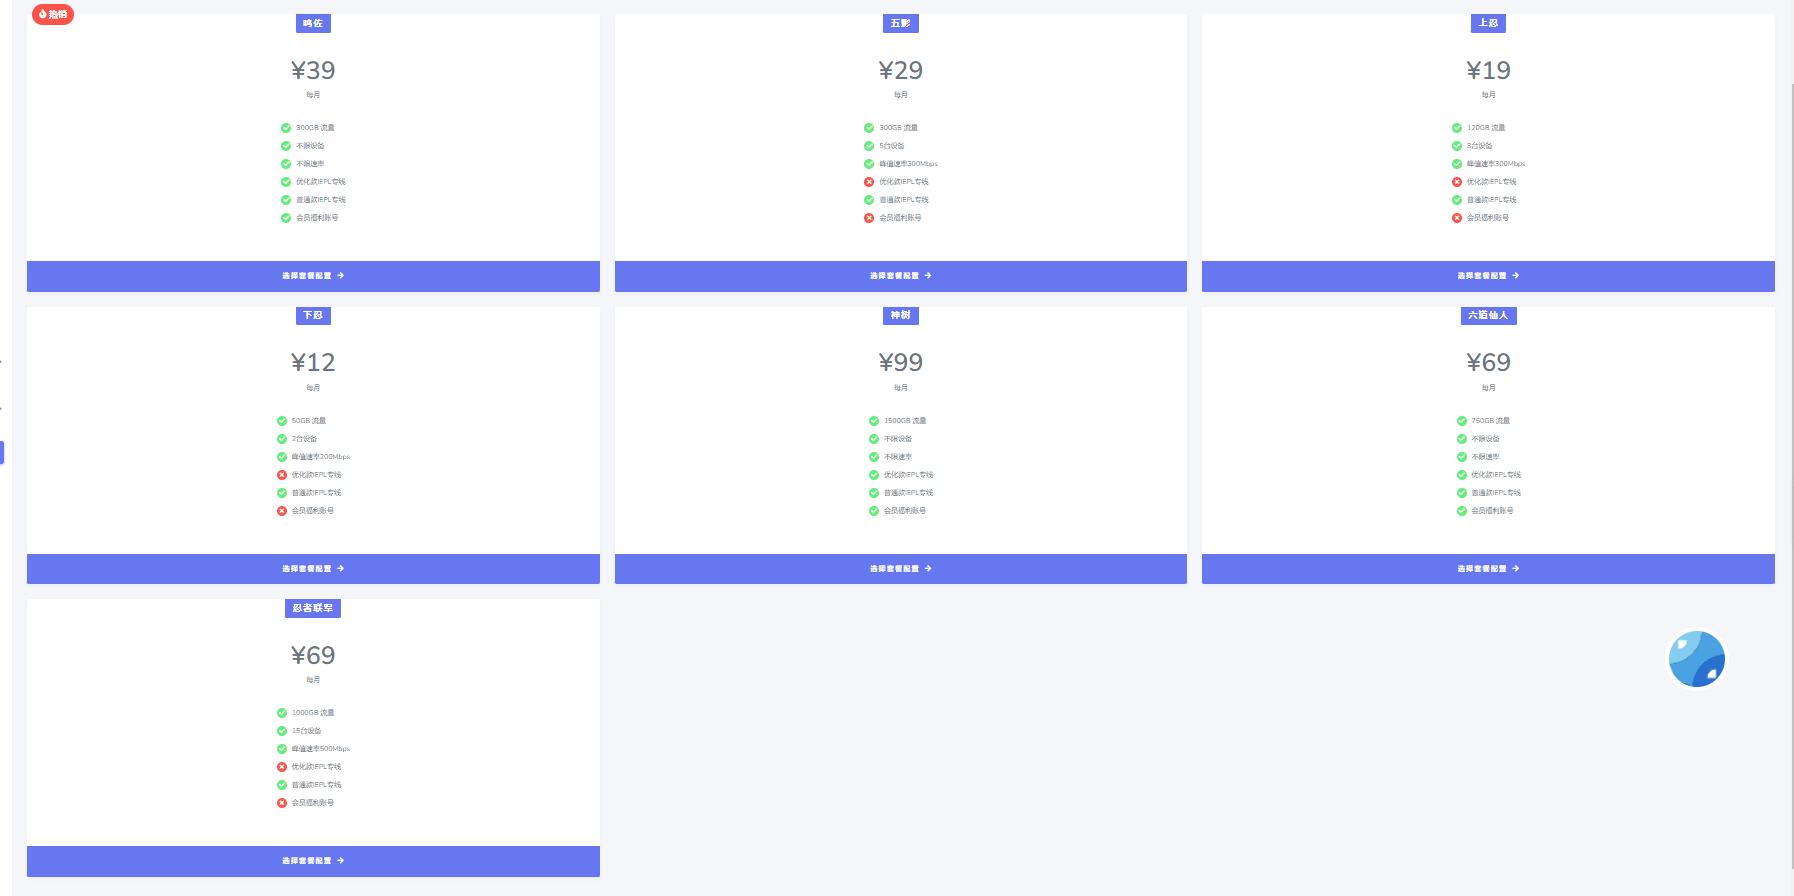 热销
鸣佐
¥39
每月
300GB 流量
不限设备
不限速率
优化款IEPL专线
普通款IEPL专线
会员福利账号
选择套餐配置
五影
¥29
每月
300GB 流量
5台设备
峰值速率300Mbps
优化款IEPL专线
普通款IEPL专线
会员福利账号
选择套餐配置
上忍
¥19
每月
120GB 流量
3台设备
峰值速率300Mbps
优化款IEPL专线
普通款IEPL专线
会员福利账号
选择套餐配置
下忍
¥12
每月
50GB 流量
2台设备
峰值速率200Mbps
优化款IEPL专线
普通款IEPL专线
会员福利账号
选择套餐配置
神树
¥99
每月
1500GB 流量
不限设备
不限速率
优化款IEPL专线
普通款IEPL专线
会员福利账号
选择套餐配置
六道仙人
¥69
每月
750GB 流量
不限设备
不限速率
优化款IEPL专线
普通款IEPL专线
会员福利账号
选择套餐配置
忍者联军
¥69
每月
1000GB 流量
15台设备
峰值速率500Mbps
优化款IEPL专线
普通款IEPL专线
会员福利账号
选择套餐配置